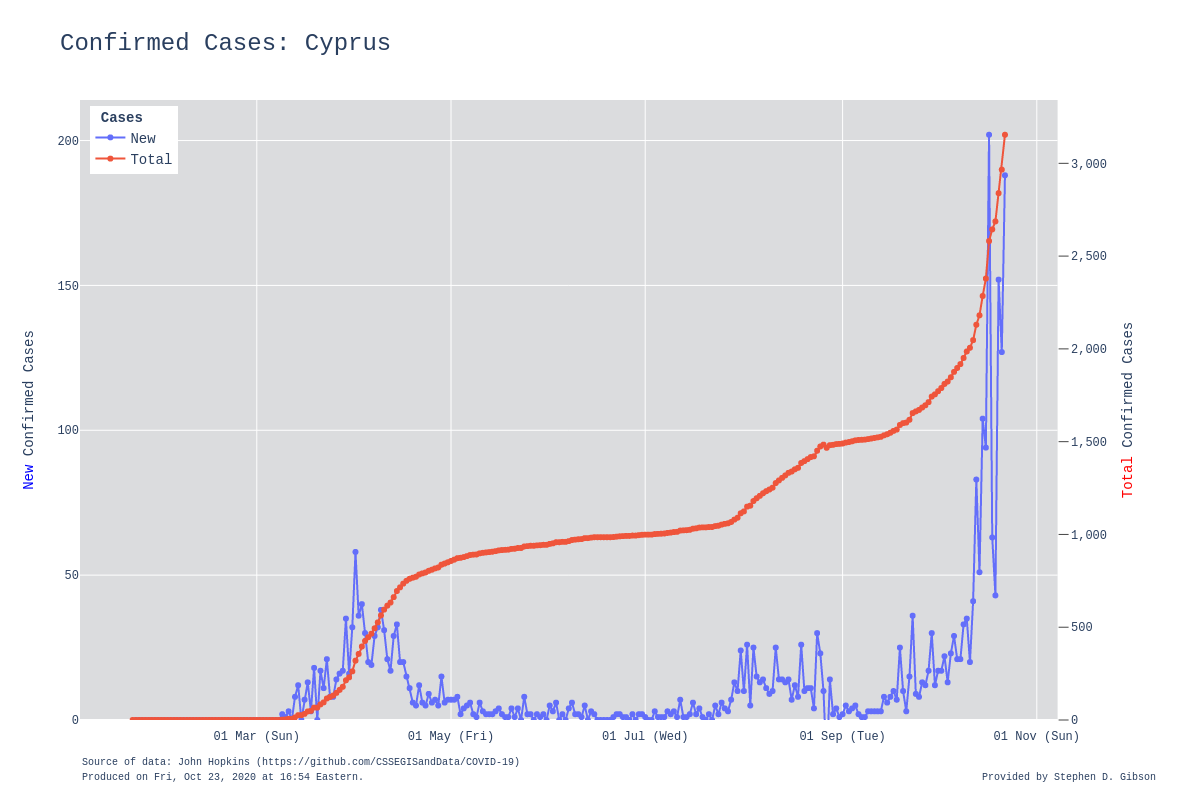 Confirmed Cases: Cyprus
Cases
New
Total
200
150
100
50
0
New Confirmed Cases
3,000
2,500
2,000
1,500
1,000
500
0
Total Confirmed Cases
01 Mar (Sun)
01 May (Fri)
01 Jul (Wed)
01 Sep (Tue)
01 Nov (Sun)
Source of data: John Hopkins (https://github.com/CSSEGISandData/COVID-19)
Produced on Fri, Oct 23, 2020 at 16:54 Eastern.
Provided by Stephen D. Gibson